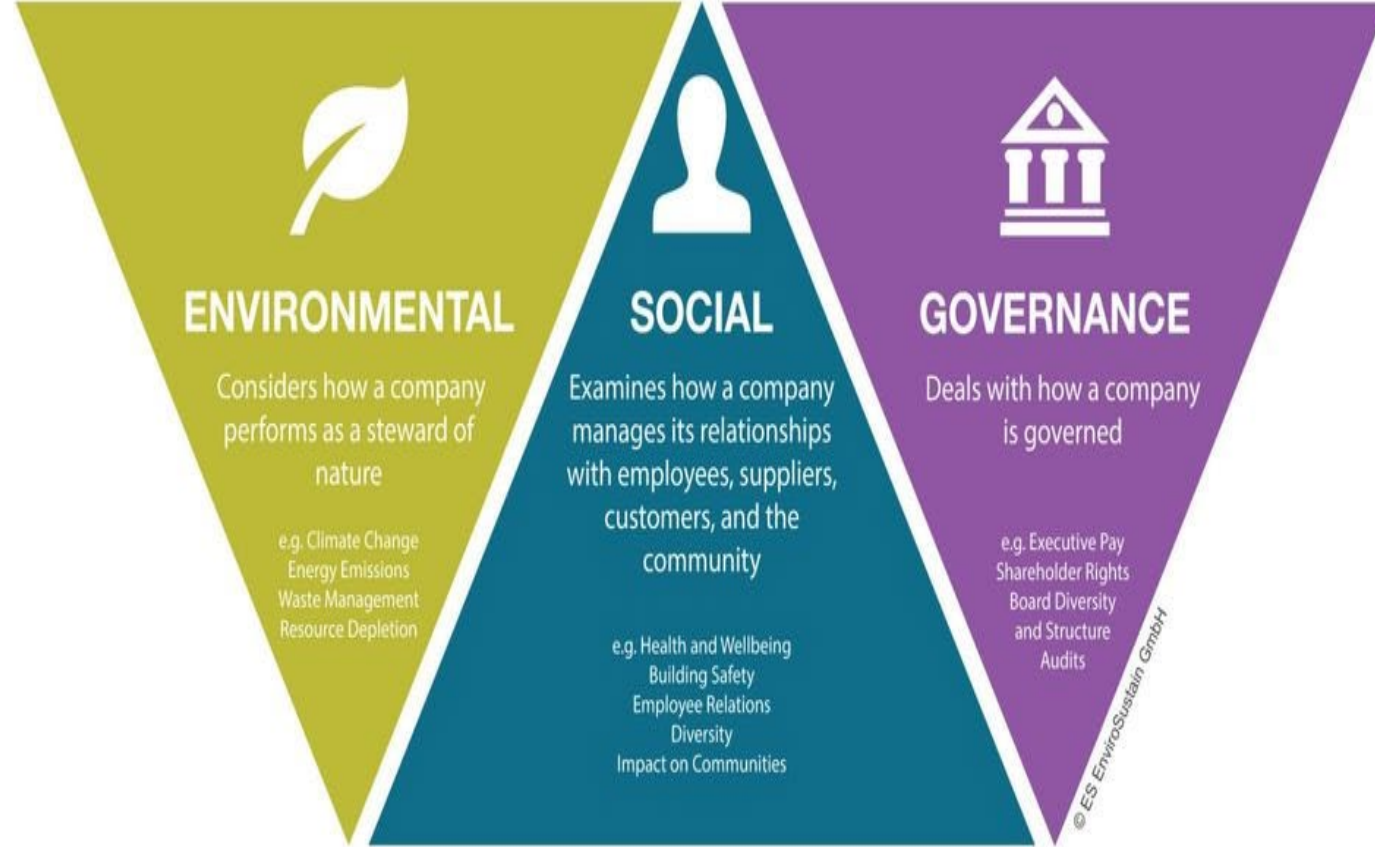 ENVIRONMENTAL
Considers how a company
performs as a steward of
nature
e.g. Climate Change
Energy Emissions
Waste Management
Resource Depletion
SOCIAL
Examines how a company
manages its relationships
with employees, suppliers,
customers, and the
community
e.g. Health and Wellbeing
Building Safety
Employee Relations
Diversity
Impact on Communities
GOVERNANCE
Deals with how a company
is governed
e.g. Executive Pay
Shareholder Rights
Board Diversity
and Structure
Audits
© ES EnviroSustain GmbH